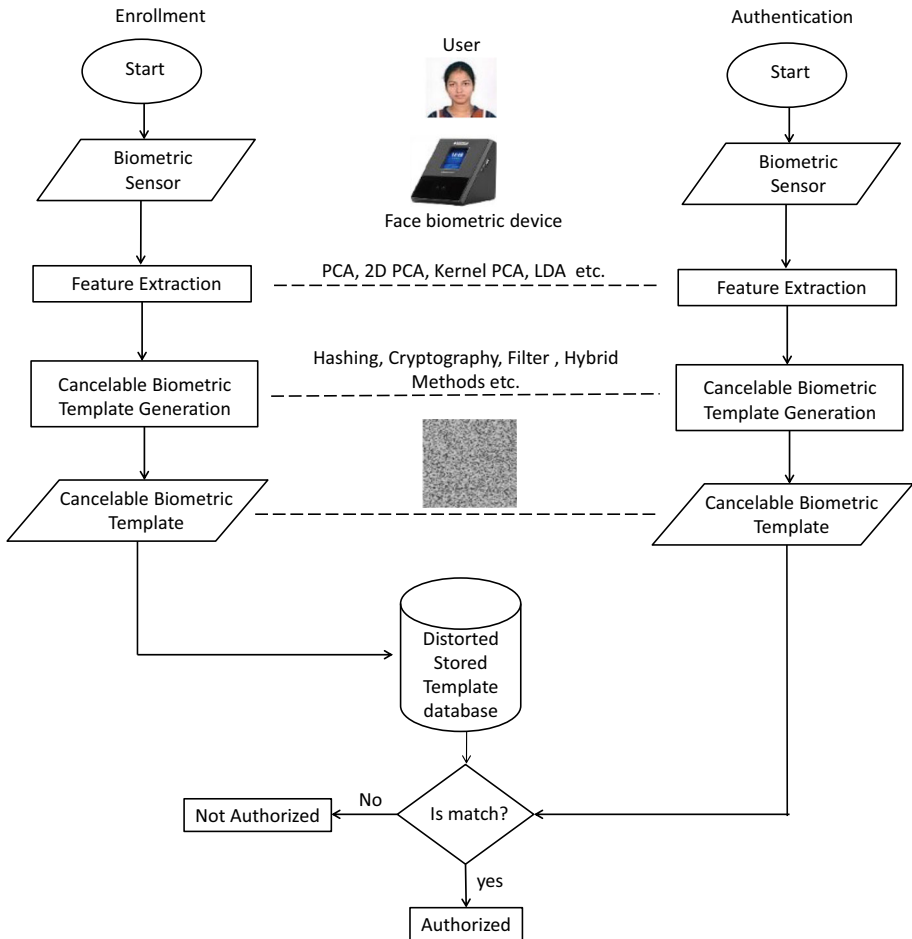 Enrollment
Authentication
User
Start
Start
Biometric
Sensor
Biometric
Sensor
Face biometric device
PCA, 2D PCA, Kernel PCA, LDA etc.
Feature Extraction
Feature Extraction
Hashing, Cryptography, Filter , Hybrid
Methods etc.
Cancelable Biometric
Template Generation
Cancelable Biometric
Template Generation
Cancelable Biometric
Template
Cancelable Biometric
Template
Distorted
Stored
Template
database
No
Not Authorized
Is match?
yes
Authorized